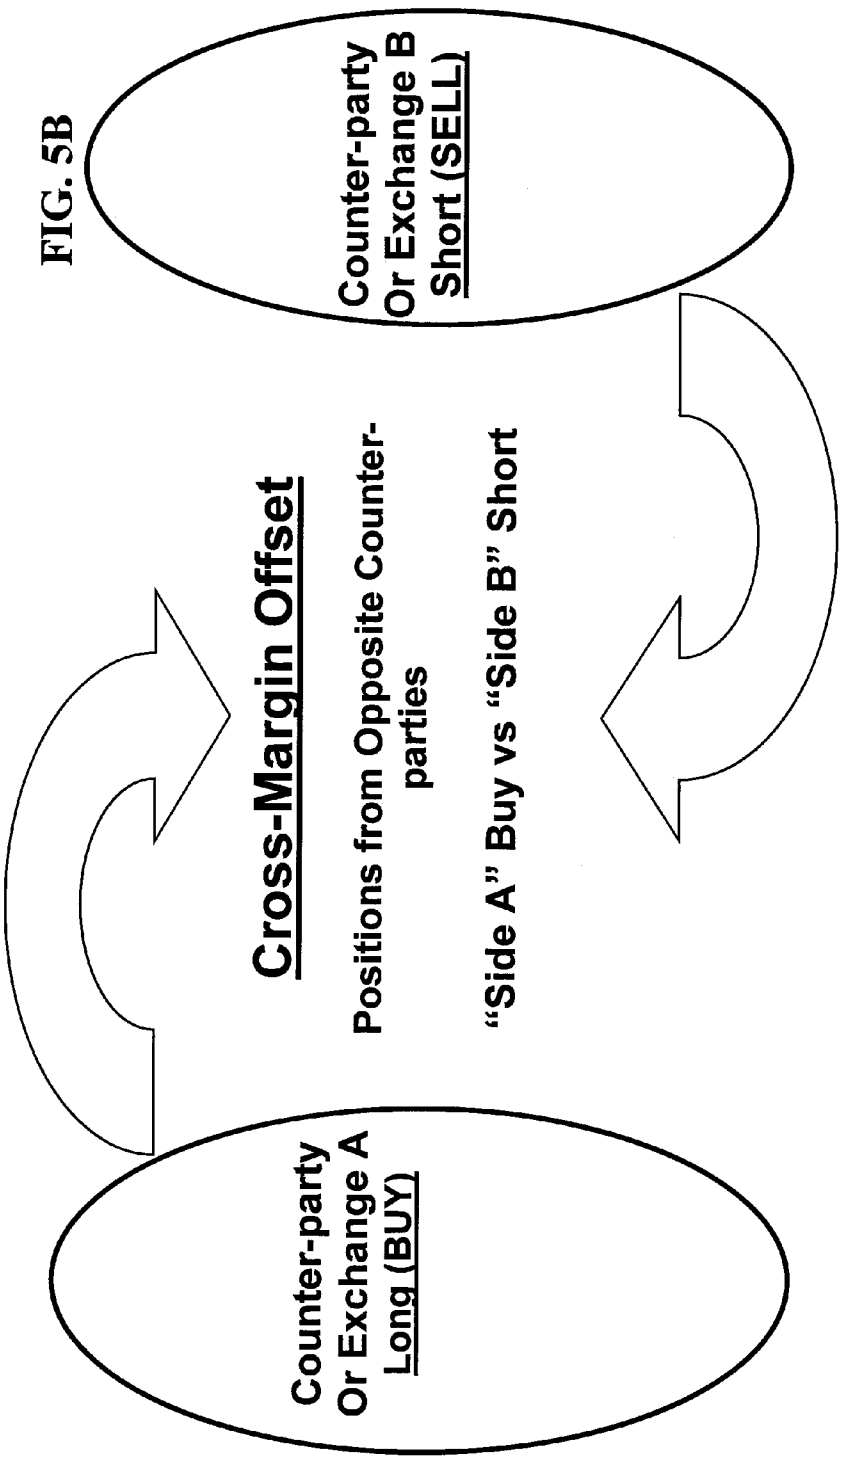 FIG. 5B
Counter-party
Or Exchange A
Long (BUY)
Cross-Margin Offset
Positions from Opposite Counter-
parties
“Side A” Buy vs “Side B” Short
Counter-party
Or Exchange B
Short (SELL)